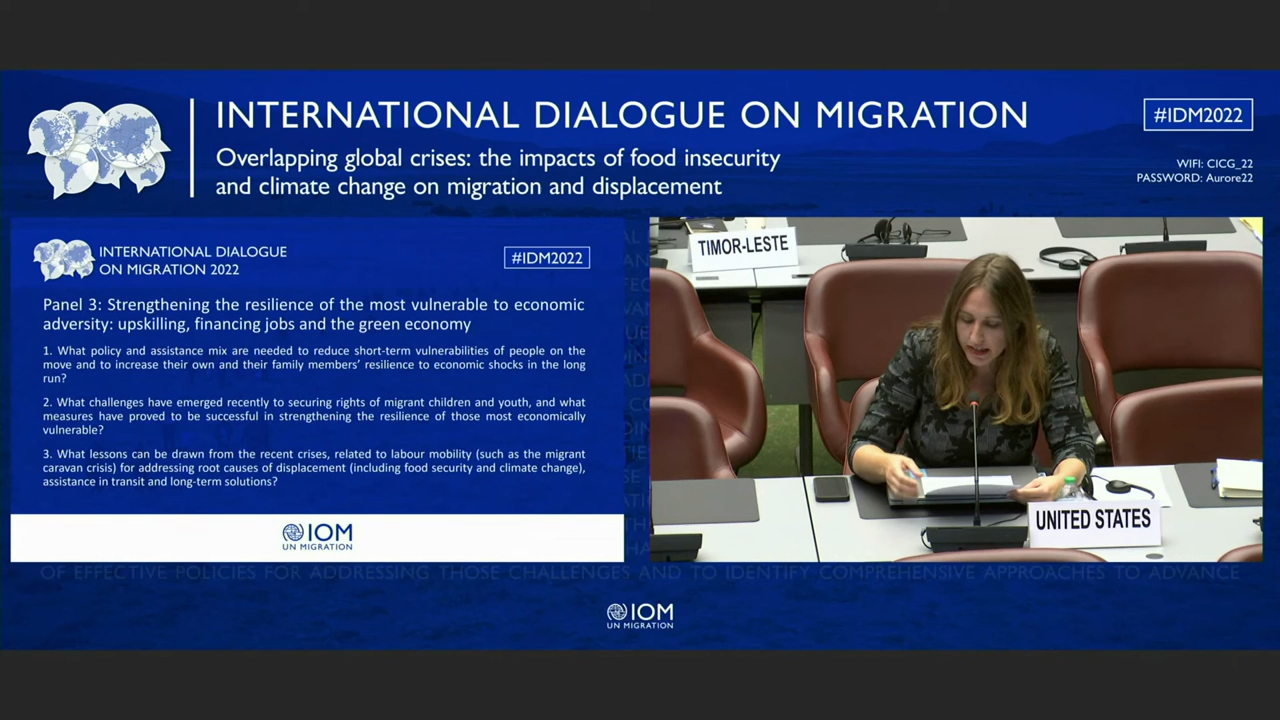 INTERNATIONAL DIALOGUE ON MIGRATION
Overlapping global crises: the impacts of food insecurity
and climate change on migration and displacement
#IDM2022
WIFI: CICG_22
PASSWORD: Aurore22
INTERNATIONAL DIALOGUE
ON MIGRATION 2022
#IDM2022
Panel 3: Strengthening the resilience of the most vulnerable to economic
adversity: upskilling, financing jobs and the green economy
1. What policy and assistance mix are needed to reduce short-term vulnerabilities of people on the
move and to increase their own and their family members’ resilience to economic shocks in the long
run?
2. What challenges have emerged recently to securing rights of migrant children and youth, and what
measures have proved to be successful in strengthening the resilience of those most economically
vulnerable?
3. What lessons can be drawn from the recent crises, related to labour mobility (such as the migrant
caravan crisis) for addressing root causes of displacement (including food security and climate change),
assistance in transit and long-term solutions?
IOM
UN MIGRATION
TIMOR-LESTE
UNITED STATES
OF EFFECTIVE POLICIES FOR ADDRESSING THOSE CHALLENGES AND TO IDENTIFY COMPREHENSIVE APPROACHES TO ADVANCE
IOM
UN MIGRATION